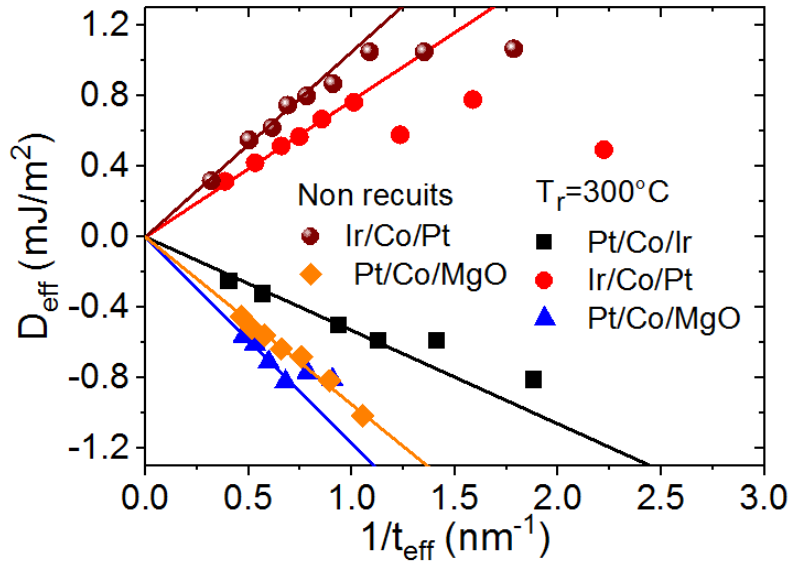 1.2
0.8
0.4
0.0
-0.4
-0.8
-1.2
D_eff (mJ/m²)
Non recuits
Ir/Co/Pt
Pt/Co/MgO
T_r=300°C
Pt/Co/Ir
Ir/Co/Pt
Pt/Co/MgO
0.0 0.5 1.0 1.5 2.0 2.5 3.0
1/t_eff (nm⁻¹)